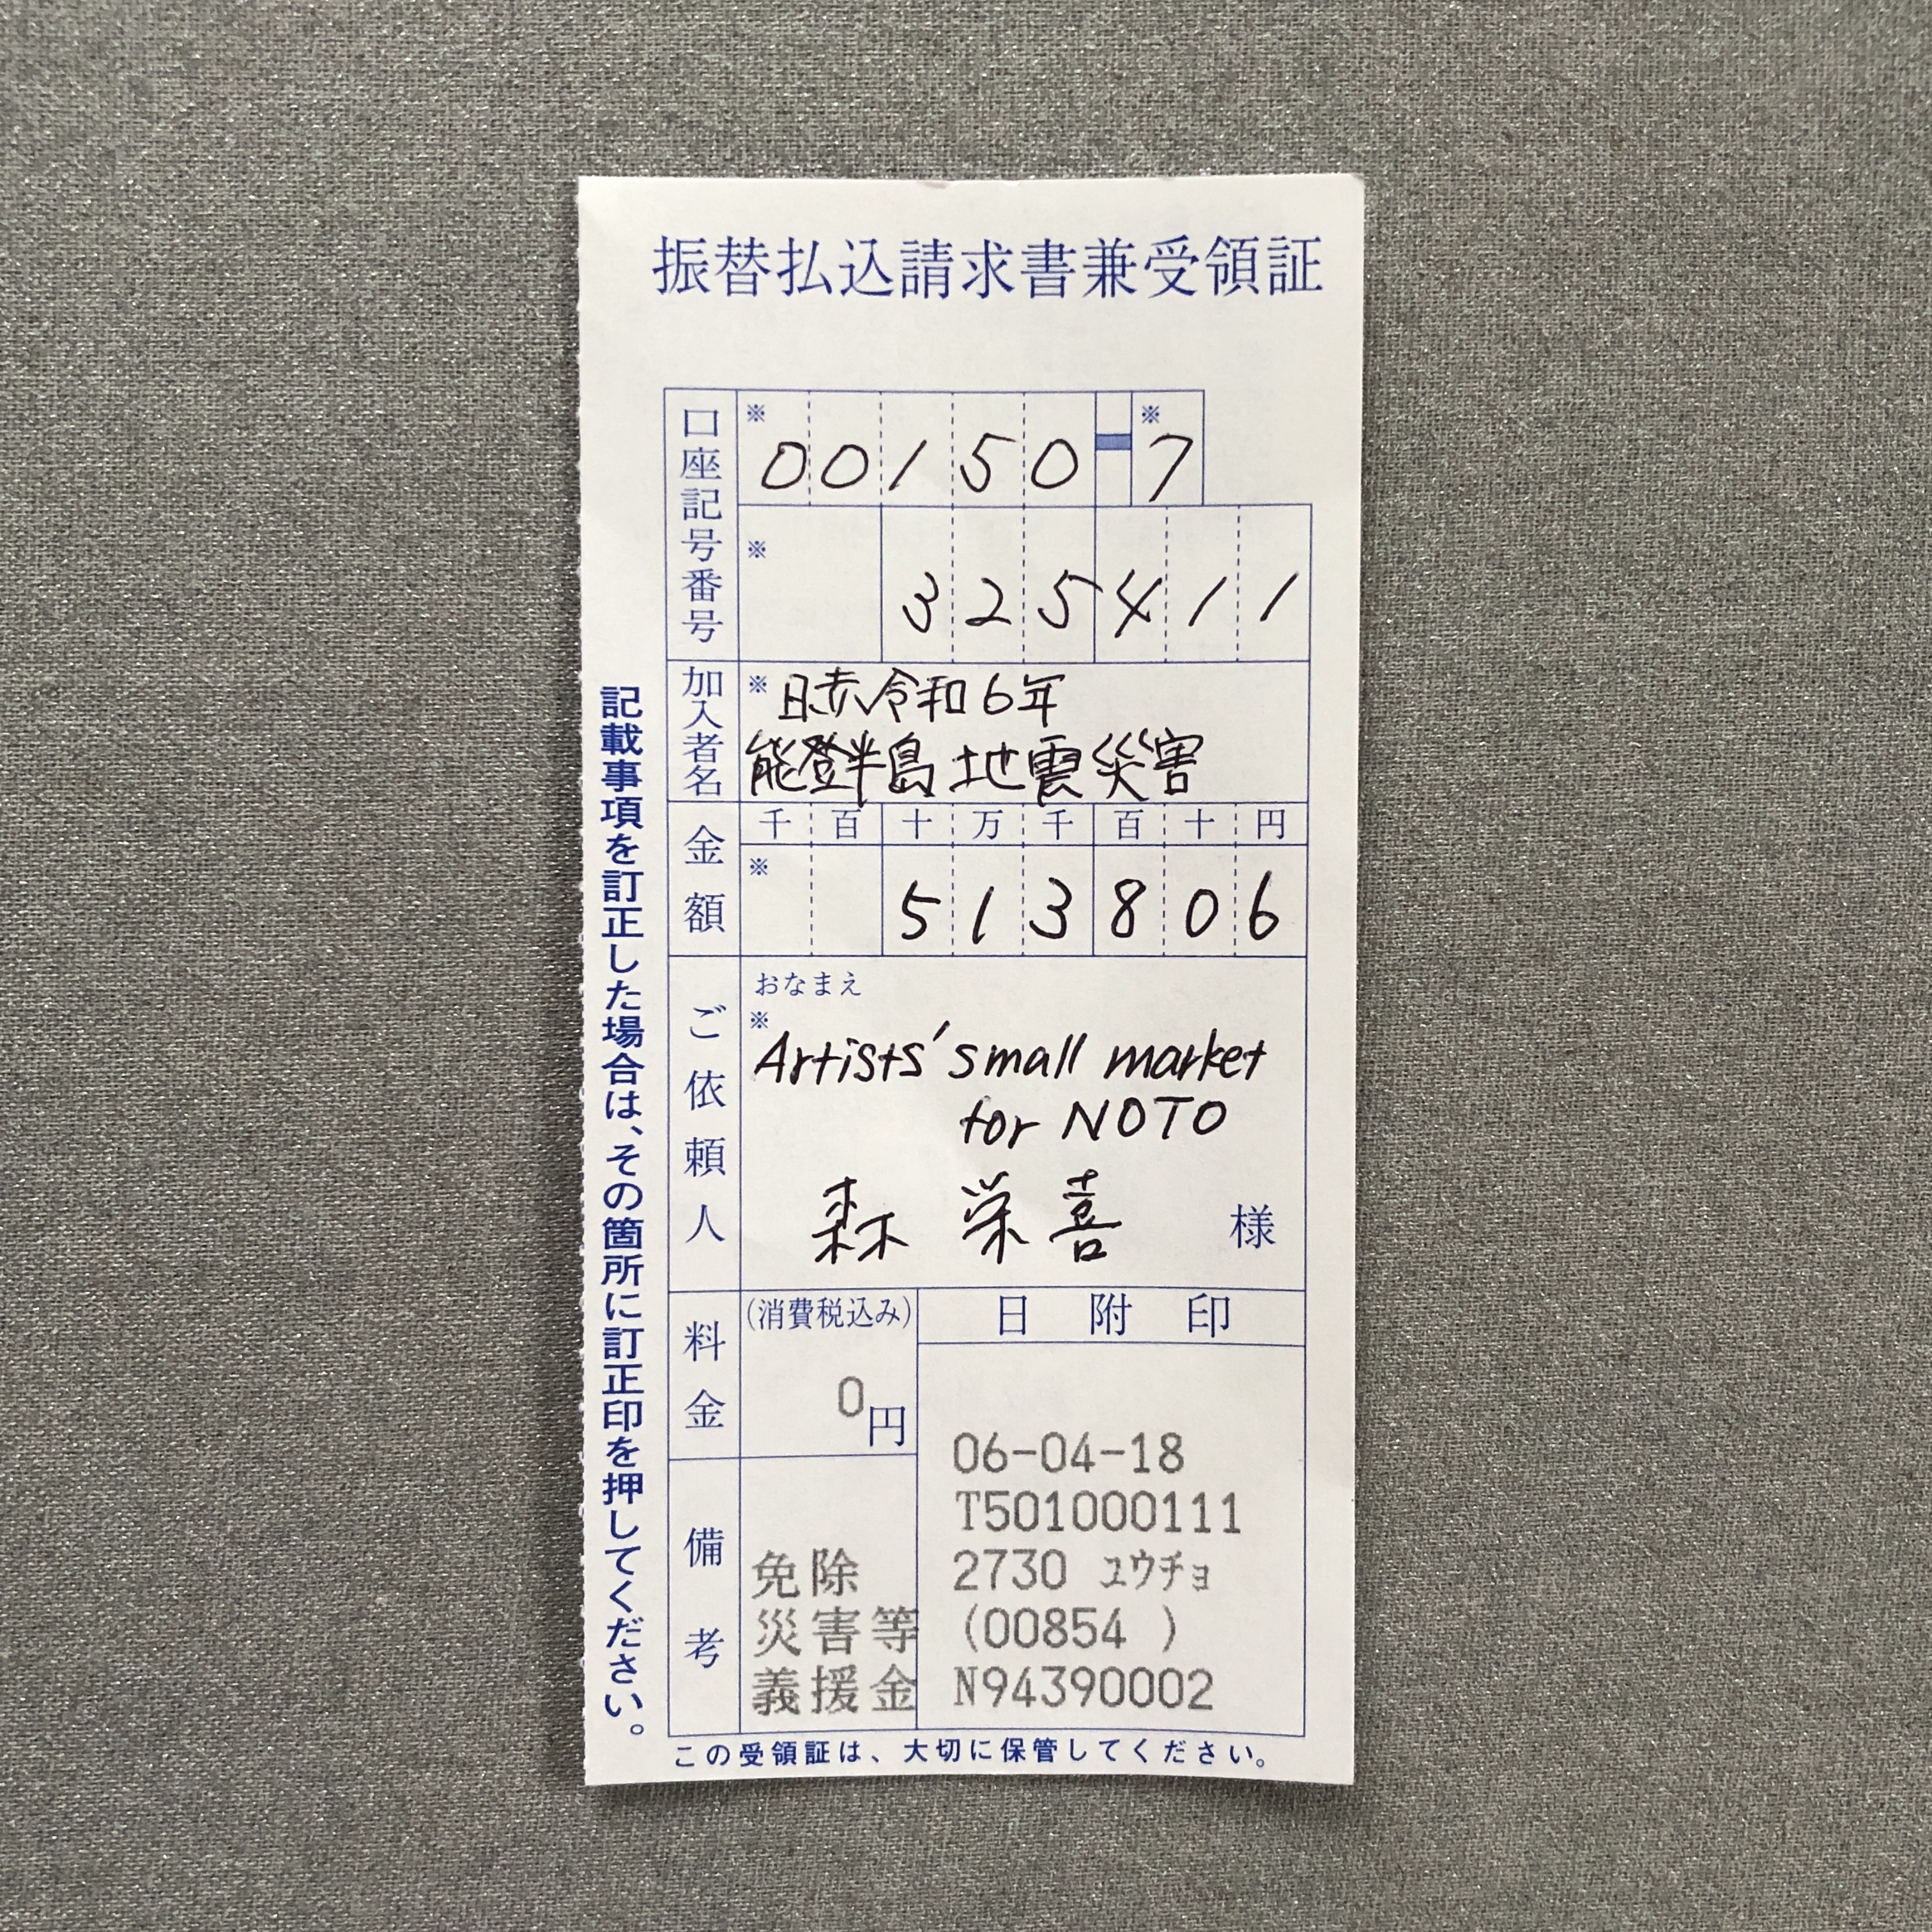 振替払込請求書兼受領証
口座記号番号
※ 00150-7 ※
※ 325411
加入者名
※ 日赤令和6年
能登半島地震災害
金額
千 百 十 万 千 百 十 円
※ 513806
ご依頼人
おなまえ
※
Artists' small market
for NOTO
森 栄喜 様
料金
(消費税込み)
0円
日附印
06-04-18
T501000111
2730 ユウチョ
(00854 )
N94390002
備考
免除
災害等
義援金
記載事項を訂正した場合は、その箇所に訂正印を押してください。
この受領証は、大切に保管してください。